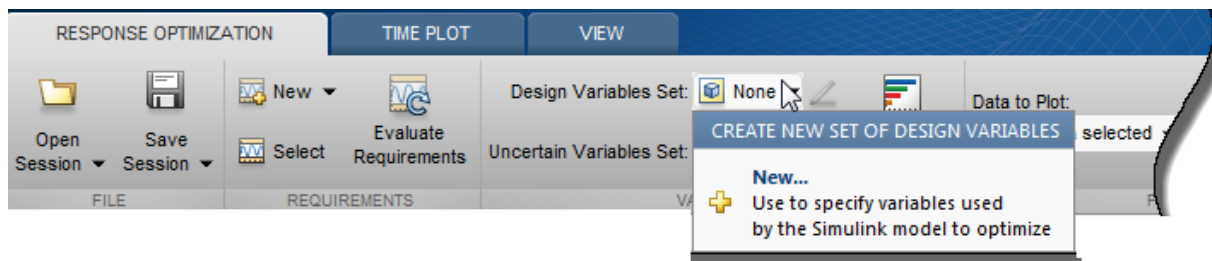 RESPONSE OPTIMIZATION TIME PLOT VIEW
New
Design Variables Set: None
Data to Plot:
Open Session
Save Session
Select
Evaluate Requirements
Uncertain Variables Set:
selected
FILE REQUIREMENTS
CREATE NEW SET OF DESIGN VARIABLES
New...
Use to specify variables used
by the Simulink model to optimize